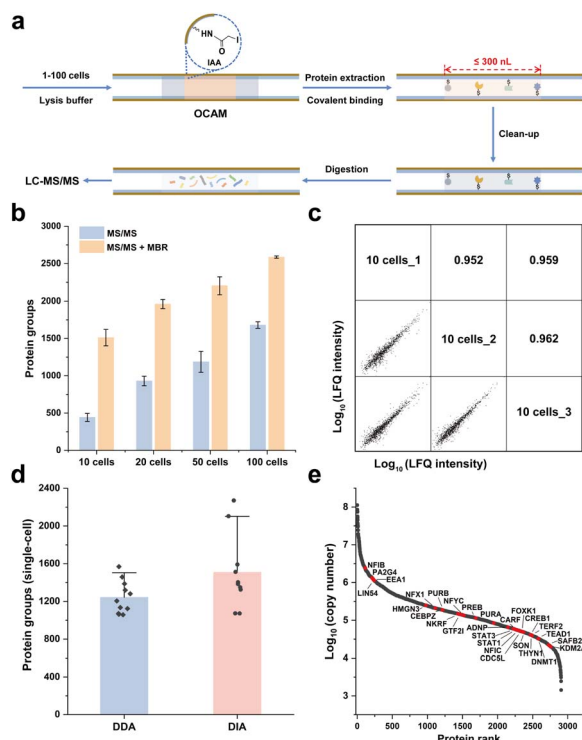 a
HN
O
I
IAA
1-100 cells
Lysis buffer
OCAM
Protein extraction
Covalent binding
≤ 300 nL
S S S S
Clean-up
S S S S
Digestion
LC-MS/MS
b
MS/MS
MS/MS + MBR
Protein groups
3000
2500
2000
1500
1000
500
0
10 cells 20 cells 50 cells 100 cells
c
10 cells_1 0.952 0.959
10 cells_2 0.962
10 cells_3
Log10 (LFQ intensity)
Log10 (LFQ intensity)
d
Protein groups (single-cell)
2400
2000
1600
1200
800
400
0
DDA DIA
e
Log10 (copy number)
8
7
6
5
4
3
NFIB
PA2G4
EEA1
LIN54
NFX1
PURB
NFYC
PREB
PURA
FOXK1
CARF
CREB1
TERF2
TEAD1
SAFB2
KDM2A
HMGN3
CEBPZ
NKRF
GTF2I
ADNP
STAT3
STAT1
NFIC
CDC5L
SON
THYN1
DNMT1
0 500 1000 1500 2000 2500 3000
Protein rank